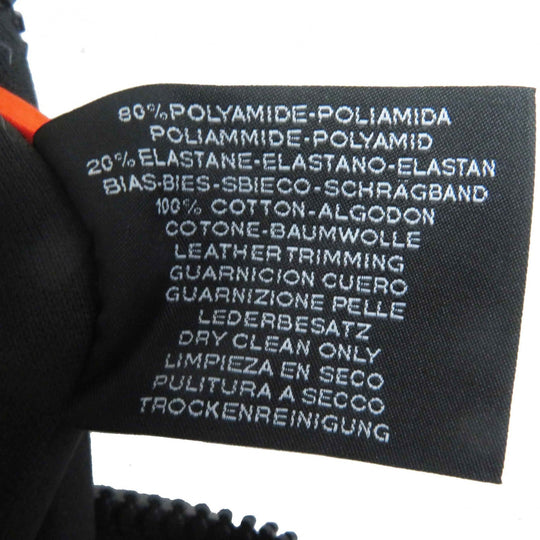 80% POLYAMIDE-POLIAMIDA
POLIAMMIDE-POLYAMID
20% ELASTANE-ELASTANO-ELASTAN
BIAS-BIES-SBIECO-SCHRAGBAND
100% COTTON-ALGODON
COTONE-BAUMWOLLE
LEATHER TRIMMING
GUARNICION CUERO
GUARNIZIONE PELLE
LEDERBESATZ
DRY CLEAN ONLY
LIMPIEZA EN SECO
PULITURA A SECCO
TROCKENREINIGUNG